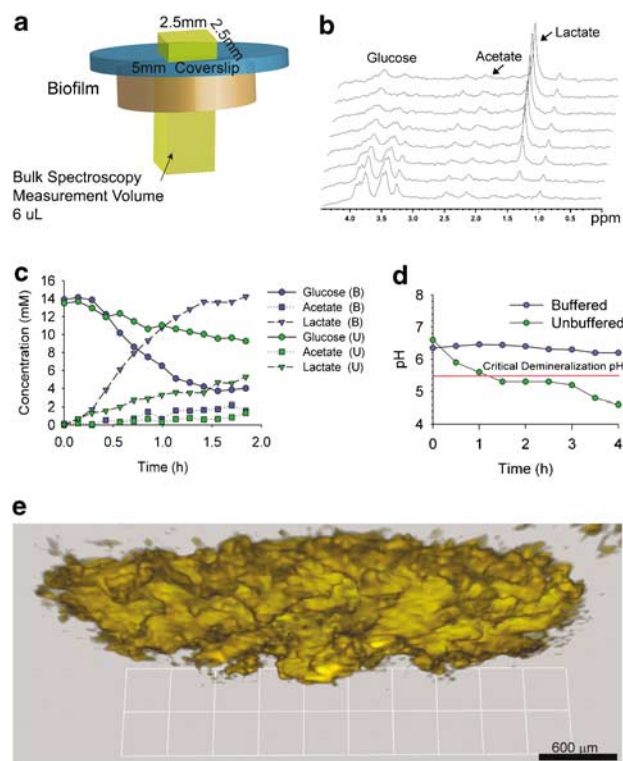 a
2.5mm
2.5mm
5mm Coverslip
Biofilm
Bulk Spectroscopy
Measurement Volume
6 uL
b
Lactate
Glucose
Acetate
4.0 3.5 3.0 2.5 2.0 1.5 1.0 ppm
c
16
14
12
10
8
6
4
2
0
Concentration (mM)
0.0 0.5 1.0 1.5 2.0
Time (h)
Glucose (B)
Acetate (B)
Lactate (B)
Glucose (U)
Acetate (U)
Lactate (U)
d
8
7
6
5
4
pH
Buffered
Unbuffered
Critical Demineralization pH
0 1 2 3 4
Time (h)
e
600 μm